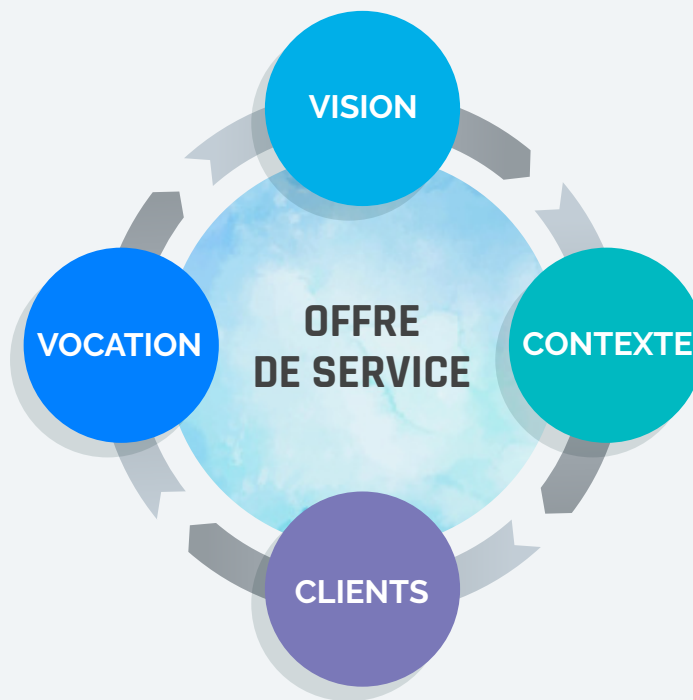 VISION
VOCATION
OFFRE
DE SERVICE
CONTEXTE
CLIENTS